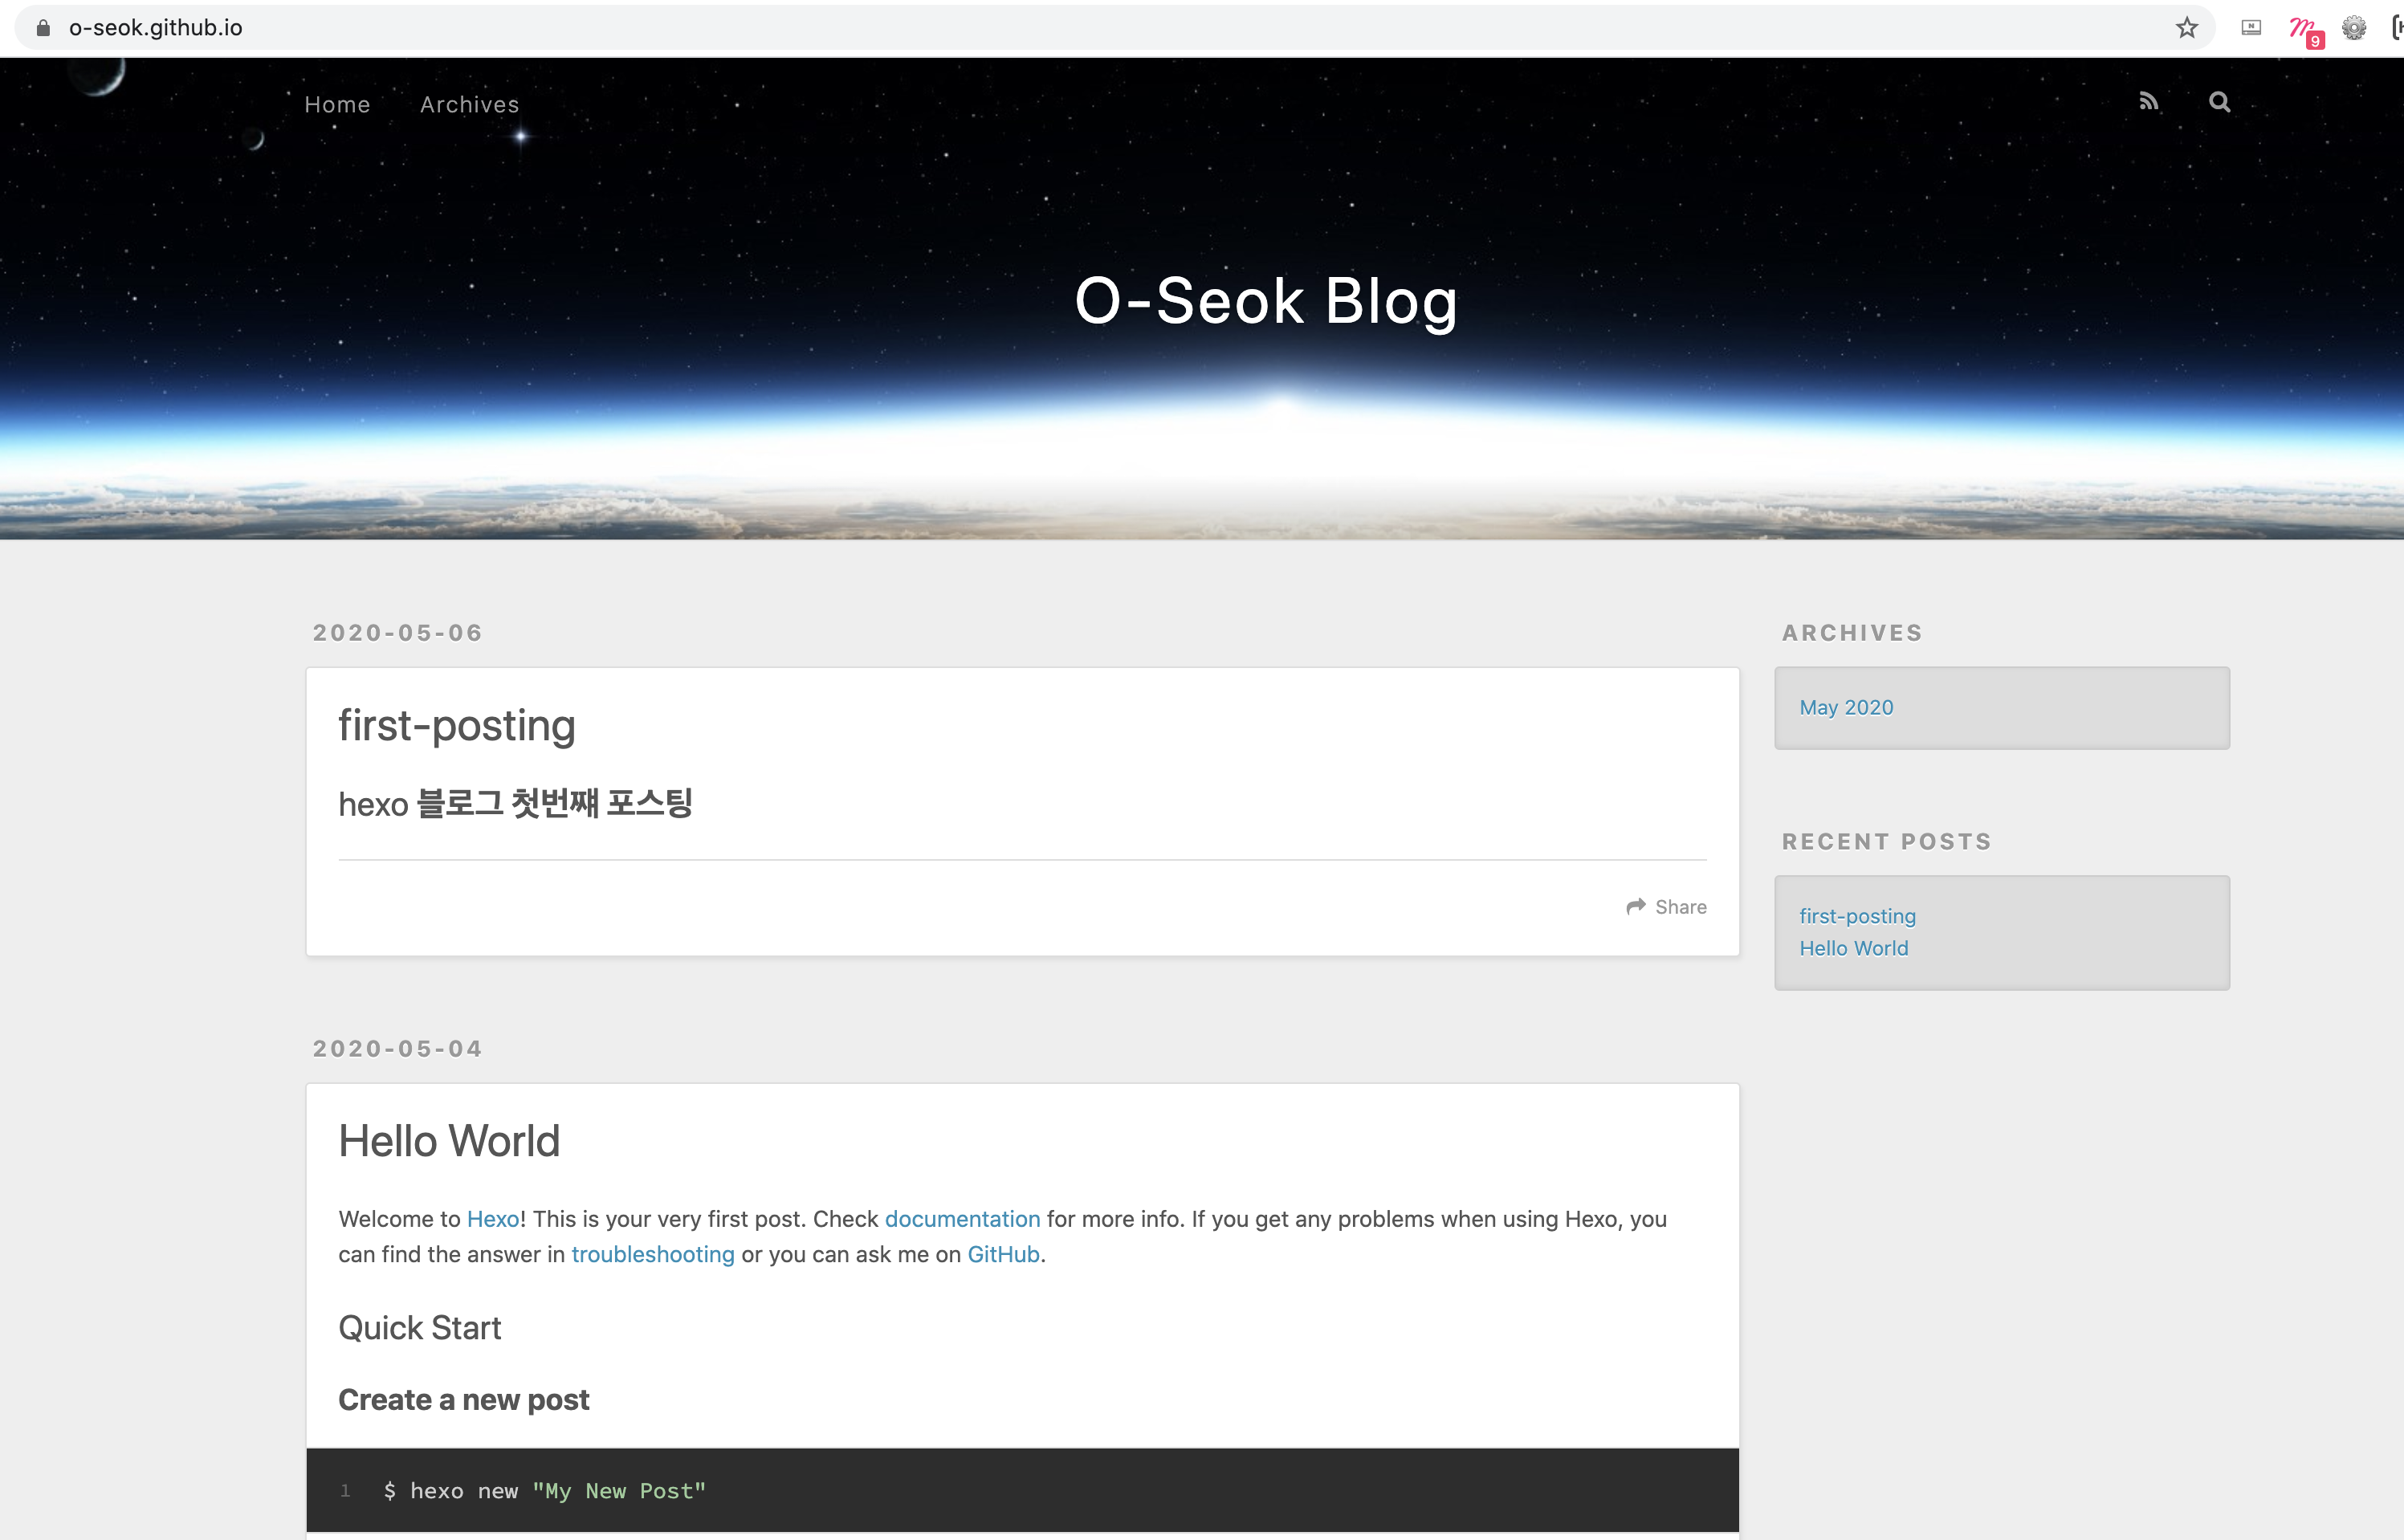 o-seok.github.io
9
Home Archives
O-Seok Blog
2020-05-06
first-posting
hexo 블로그 첫번쨰 포스팅
Share
2020-05-04
Hello World
Welcome to Hexo! This is your very first post. Check documentation for more info. If you get any problems when using Hexo, you
can find the answer in troubleshooting or you can ask me on GitHub.
Quick Start
Create a new post
1 $ hexo new "My New Post"
ARCHIVES
May 2020
RECENT POSTS
first-posting
Hello World